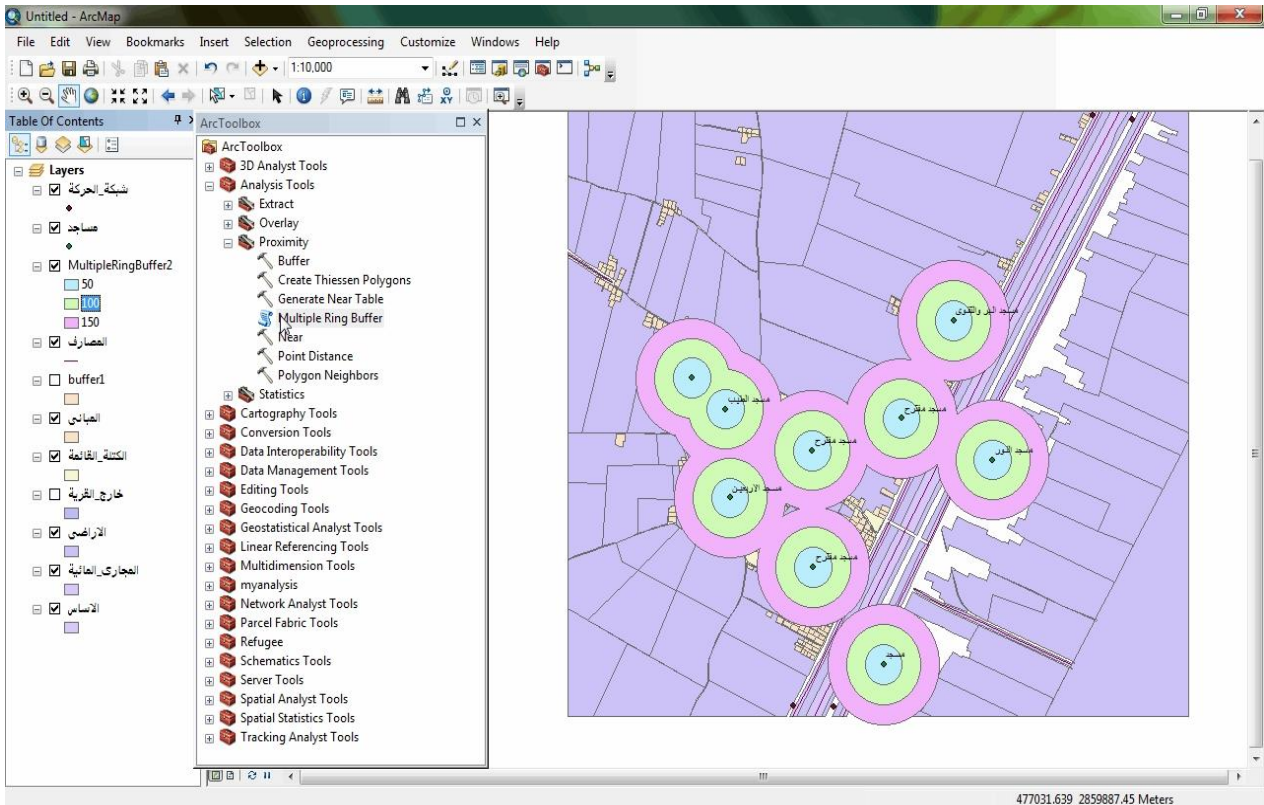 Untitled - ArcMap
File Edit View Bookmarks Insert Selection Geoprocessing Customize Windows Help
1:10,000
Table Of Contents
Layers
شبكة_الحركة
مساجد
MultipleRingBuffer2
50
100
150
المصارف
buffer1
المباني
الكتلة_القائمة
خارج_القرية
الاراضي
المجارى_المائية
الاساس
ArcToolbox
ArcToolbox
3D Analyst Tools
Analysis Tools
Extract
Overlay
Proximity
Buffer
Create Thiessen Polygons
Generate Near Table
Multiple Ring Buffer
Near
Point Distance
Polygon Neighbors
Statistics
Cartography Tools
Conversion Tools
Data Interoperability Tools
Data Management Tools
Editing Tools
Geocoding Tools
Geostatistical Analyst Tools
Linear Referencing Tools
Multidimension Tools
myanalysis
Network Analyst Tools
Parcel Fabric Tools
Refugee
Schematics Tools
Server Tools
Spatial Analyst Tools
Spatial Statistics Tools
Tracking Analyst Tools
مسجد البر والتقوى
مسجد الطيب
مسجد مقترح
مسجد مقترح
مسجد النور
مسجد الاربعين
مسجد مقترح
مسجد
477031.639 2859887.45 Meters